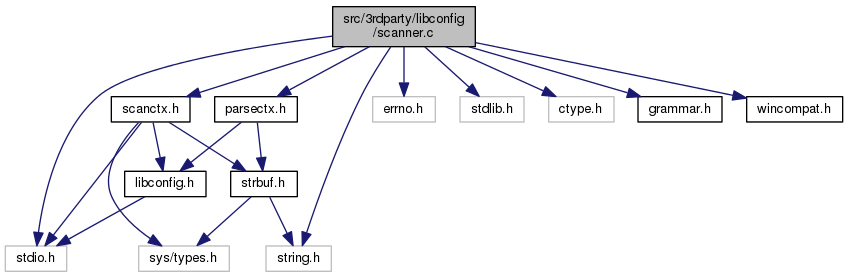 src/3rdparty/libconfig
/scanner.c
scanctx.h
parsectx.h
errno.h
stdlib.h
ctype.h
grammar.h
wincompat.h
libconfig.h
strbuf.h
stdio.h
sys/types.h
string.h